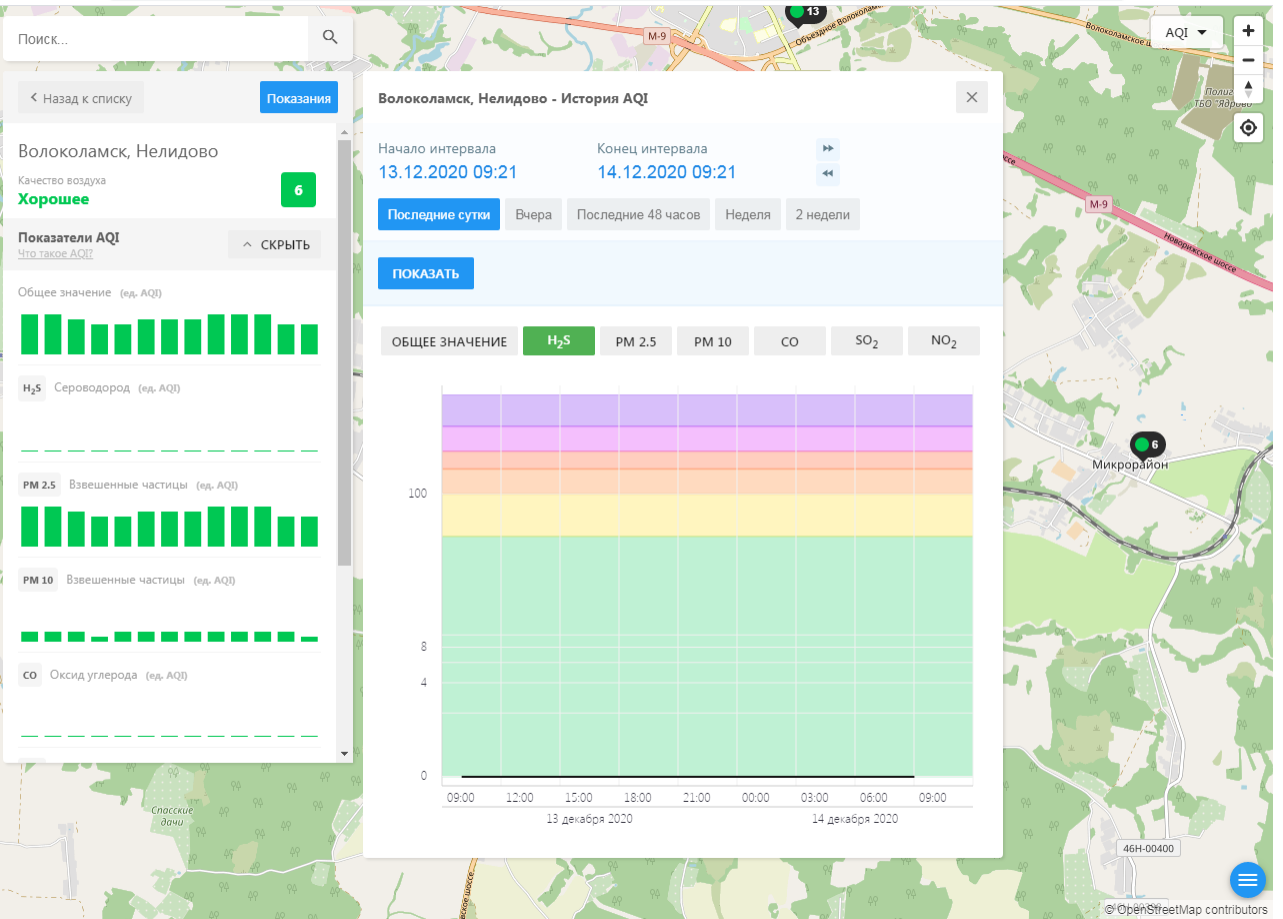 Поиск...
Назад к списку
Показания
Волоколамск, Нелидово
Качество воздуха
Хорошее
6
Показатели AQI
Что такое AQI?
СКРЫТЬ
Общее значение (ед. AQI)
H₂S Сероводород (ед. AQI)
PM 2.5 Взвешенные частицы (ед. AQI)
PM 10 Взвешенные частицы (ед. AQI)
CO Оксид углерода (ед. AQI)
Волоколамск, Нелидово - История AQI
Начало интервала
13.12.2020 09:21
Конец интервала
14.12.2020 09:21
Последние сутки
Вчера
Последние 48 часов
Неделя
2 недели
ПОКАЗАТЬ
ОБЩЕЕ ЗНАЧЕНИЕ
H₂S
PM 2.5
PM 10
CO
SO₂
NO₂
100
8
4
0
09:00 12:00 15:00 18:00 21:00 00:00 03:00 06:00 09:00
13 декабря 2020
14 декабря 2020
13
M-9
AQI
M-9
Новорижское шоссе
6
Микрорайон
Спасские
дачи
46Н-00400
© OpenStreetMap contributors